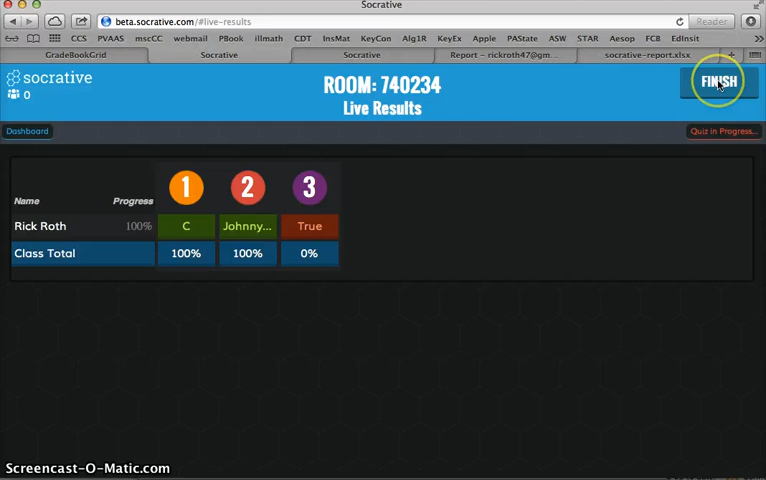 Socrative
beta.socrative.com/#live-results
Reader
CCS PVAAS mscCC webmail PBook illmath CDT InsMat KeyCon Alg1R KeyEx Apple PAState ASW STAR Aesop FCB EdInsit
GradeBookGrid Socrative Socrative Report – rickroth47@gm... socrative-report.xlsx
socrative
0
ROOM: 740234
Live Results
FINISH
Dashboard
Quiz in Progress...
Name Progress 1 2 3
Rick Roth 100% C Johnny... True
Class Total 100% 100% 0%
Screencast-O-Matic.com